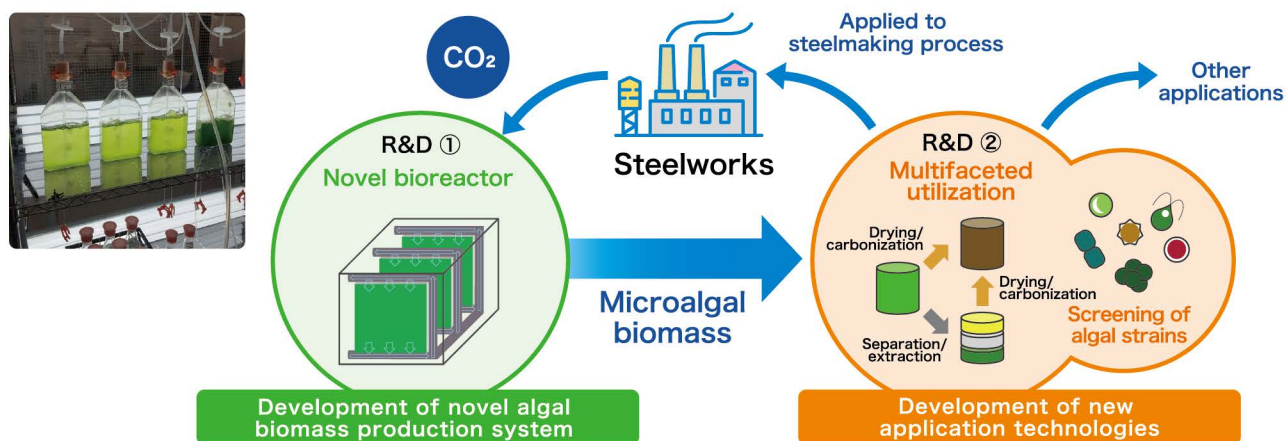 CO₂
Applied to
steelmaking process
Other
applications
Steelworks
R&D ①
Novel bioreactor
Microalgal
biomass
R&D ②
Multifaceted
utilization
Drying/
carbonization
Drying/
carbonization
Separation/
extraction
Screening of
algal strains
Development of novel algal
biomass production system
Development of new
application technologies